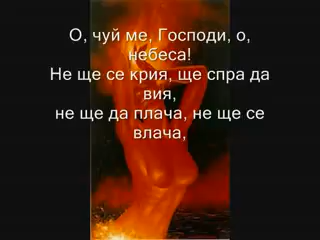 О, чуй ме, Господи, о,
небеса!
Не ще се крия, ще спра да
вия,
не ще да плача, не ще се
влача,